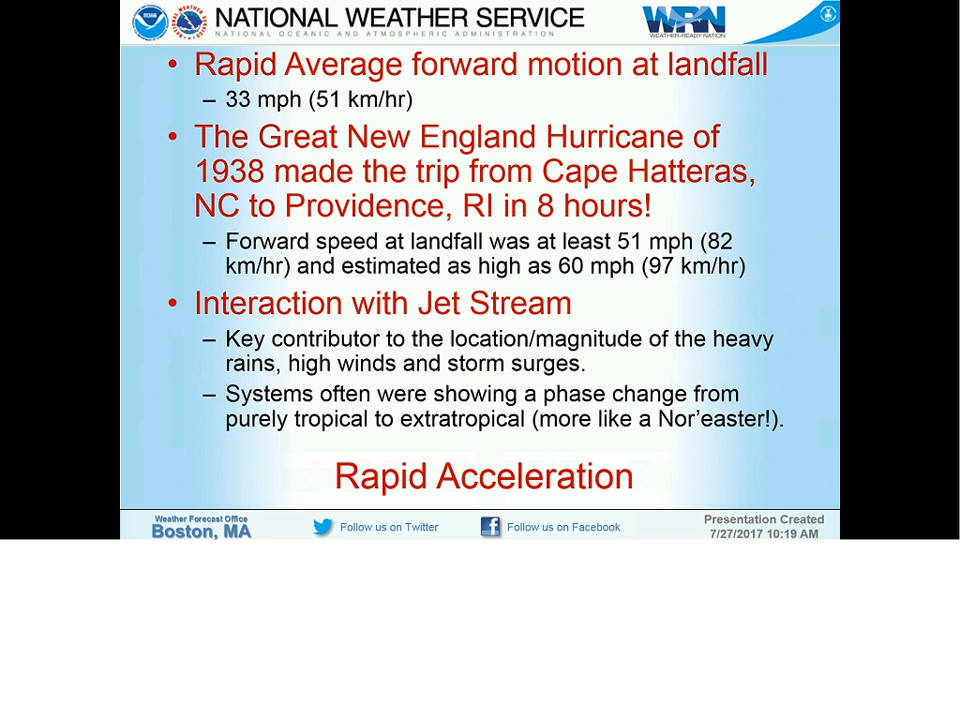 NATIONAL WEATHER SERVICE
NATIONAL OCEANIC AND ATMOSPHERIC ADMINISTRATION
WRN
WEATHER-READY NATION
• Rapid Average forward motion at landfall
– 33 mph (51 km/hr)
• The Great New England Hurricane of
1938 made the trip from Cape Hatteras,
NC to Providence, RI in 8 hours!
– Forward speed at landfall was at least 51 mph (82
km/hr) and estimated as high as 60 mph (97 km/hr)
• Interaction with Jet Stream
– Key contributor to the location/magnitude of the heavy
rains, high winds and storm surges.
– Systems often were showing a phase change from
purely tropical to extratropical (more like a Nor’easter!).
Rapid Acceleration
Weather Forecast Office
Boston, MA
Follow us on Twitter
Follow us on Facebook
Presentation Created
7/27/2017 10:19 AM